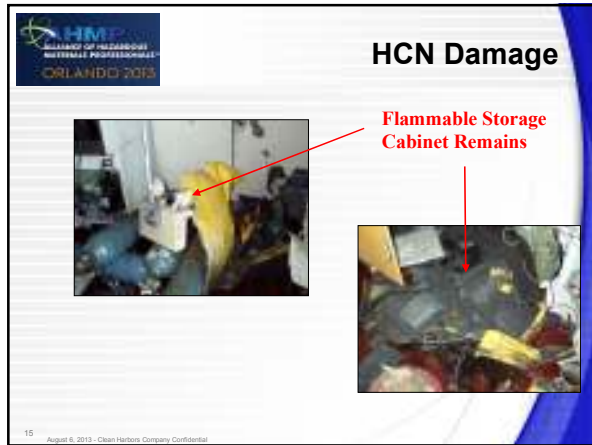 AHMP
ALLIANCE OF HAZARDOUS
MATERIALS PROFESSIONALS
ORLANDO 2013
HCN Damage
Flammable Storage
Cabinet Remains
15
August 6, 2013 - Clean Harbors Company Confidential